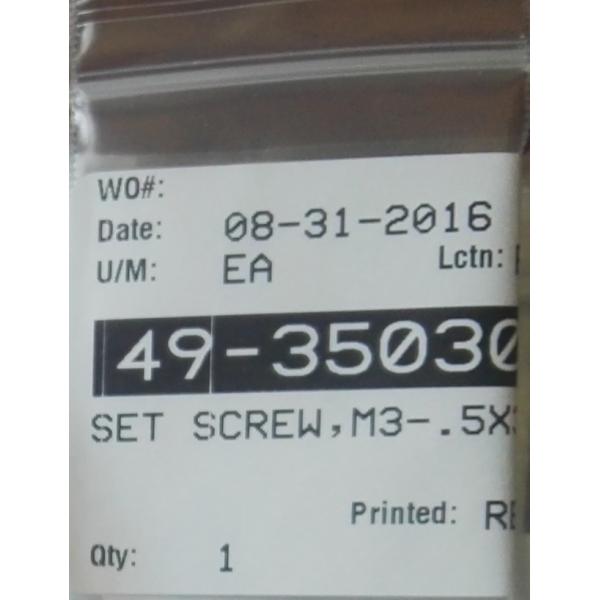 WO#:
Date: 08-31-2016
U/M: EA Lctn:
49-35030
SET SCREW,M3-.5X
Printed:
Qty: 1